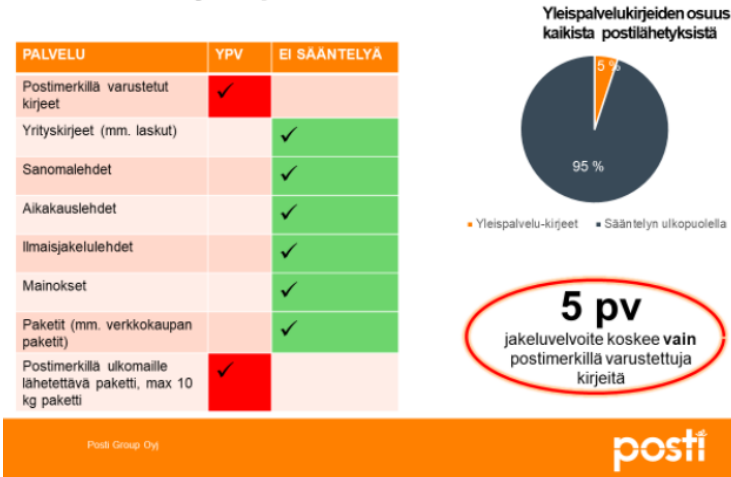 Yleispalvelukirjeiden osuus
kaikista postilähetyksistä
PALVELU YPV EI SÄÄNTELYÄ
Postimerkillä varustetut
kirjeet ✓
Yrityskirjeet (mm. laskut) ✓
Sanomalehdet ✓
Aikakauslehdet ✓
Ilmaisjakelulehdet ✓
Mainokset ✓
Paketit (mm. verkkokaupan
paketit) ✓
Postimerkillä ulkomaille
lähetettävä paketti, max 10
kg paketti ✓
5 %
95 %
Yleispalvelu-kirjeet Sääntelyn ulkopuolella
5 pv
jakeluvelvoite koskee vain
postimerkillä varustettuja
kirjeitä
Posti Group Oyj
posti